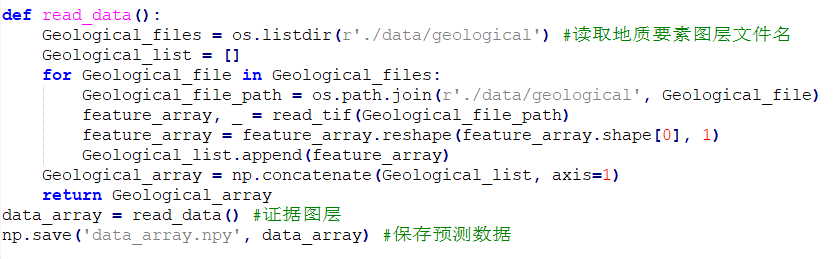 def read_data():
    Geological_files = os.listdir(r'./data/geological') #读取地质要素图层文件名
    Geological_list = []
    for Geological_file in Geological_files:
        Geological_file_path = os.path.join(r'./data/geological', Geological_file)
        feature_array, _ = read_tif(Geological_file_path)
        feature_array = feature_array.reshape(feature_array.shape[0], 1)
        Geological_list.append(feature_array)
    Geological_array = np.concatenate(Geological_list, axis=1)
    return Geological_array
data_array = read_data() #证据图层
np.save('data_array.npy', data_array) #保存预测数据